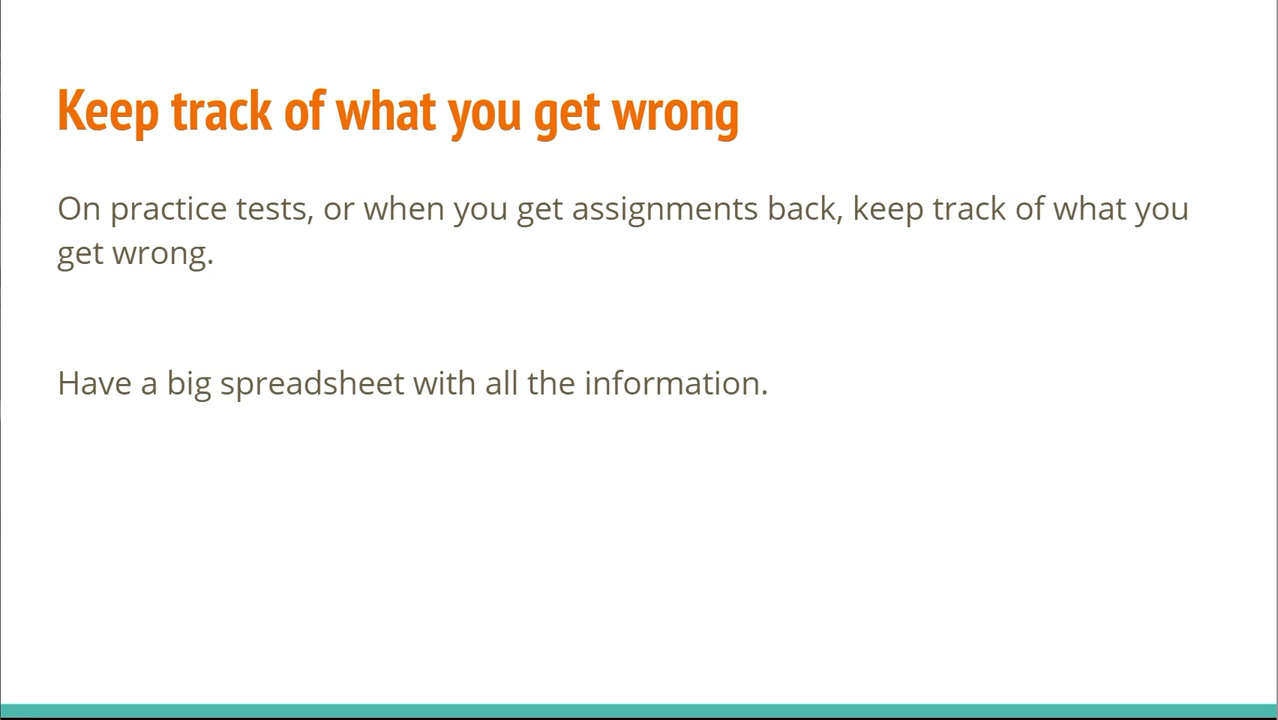 Keep track of what you get wrong
On practice tests, or when you get assignments back, keep track of what you
get wrong.
Have a big spreadsheet with all the information.